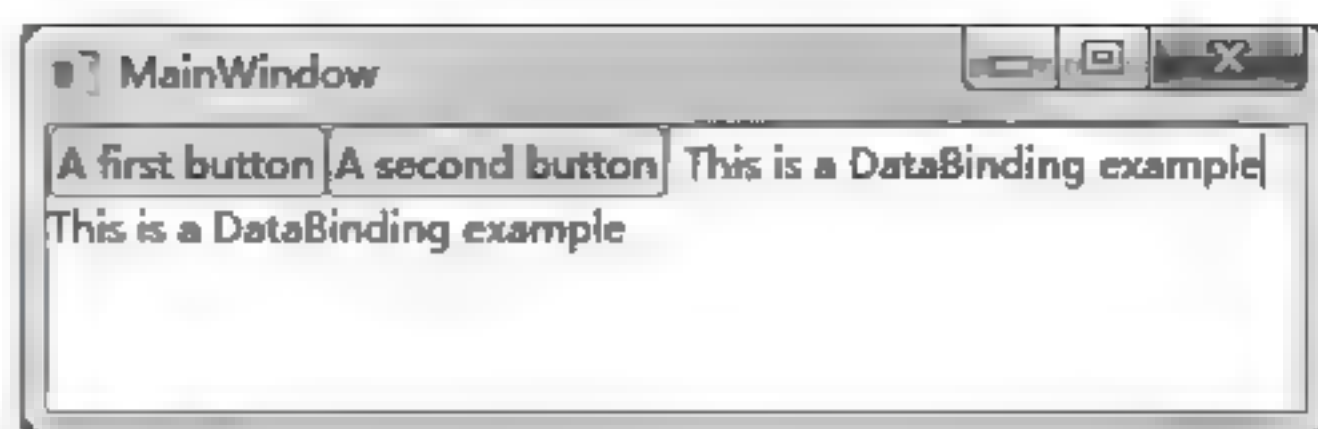 MainWindow
A first button A second button This is a DataBinding example
This is a DataBinding example